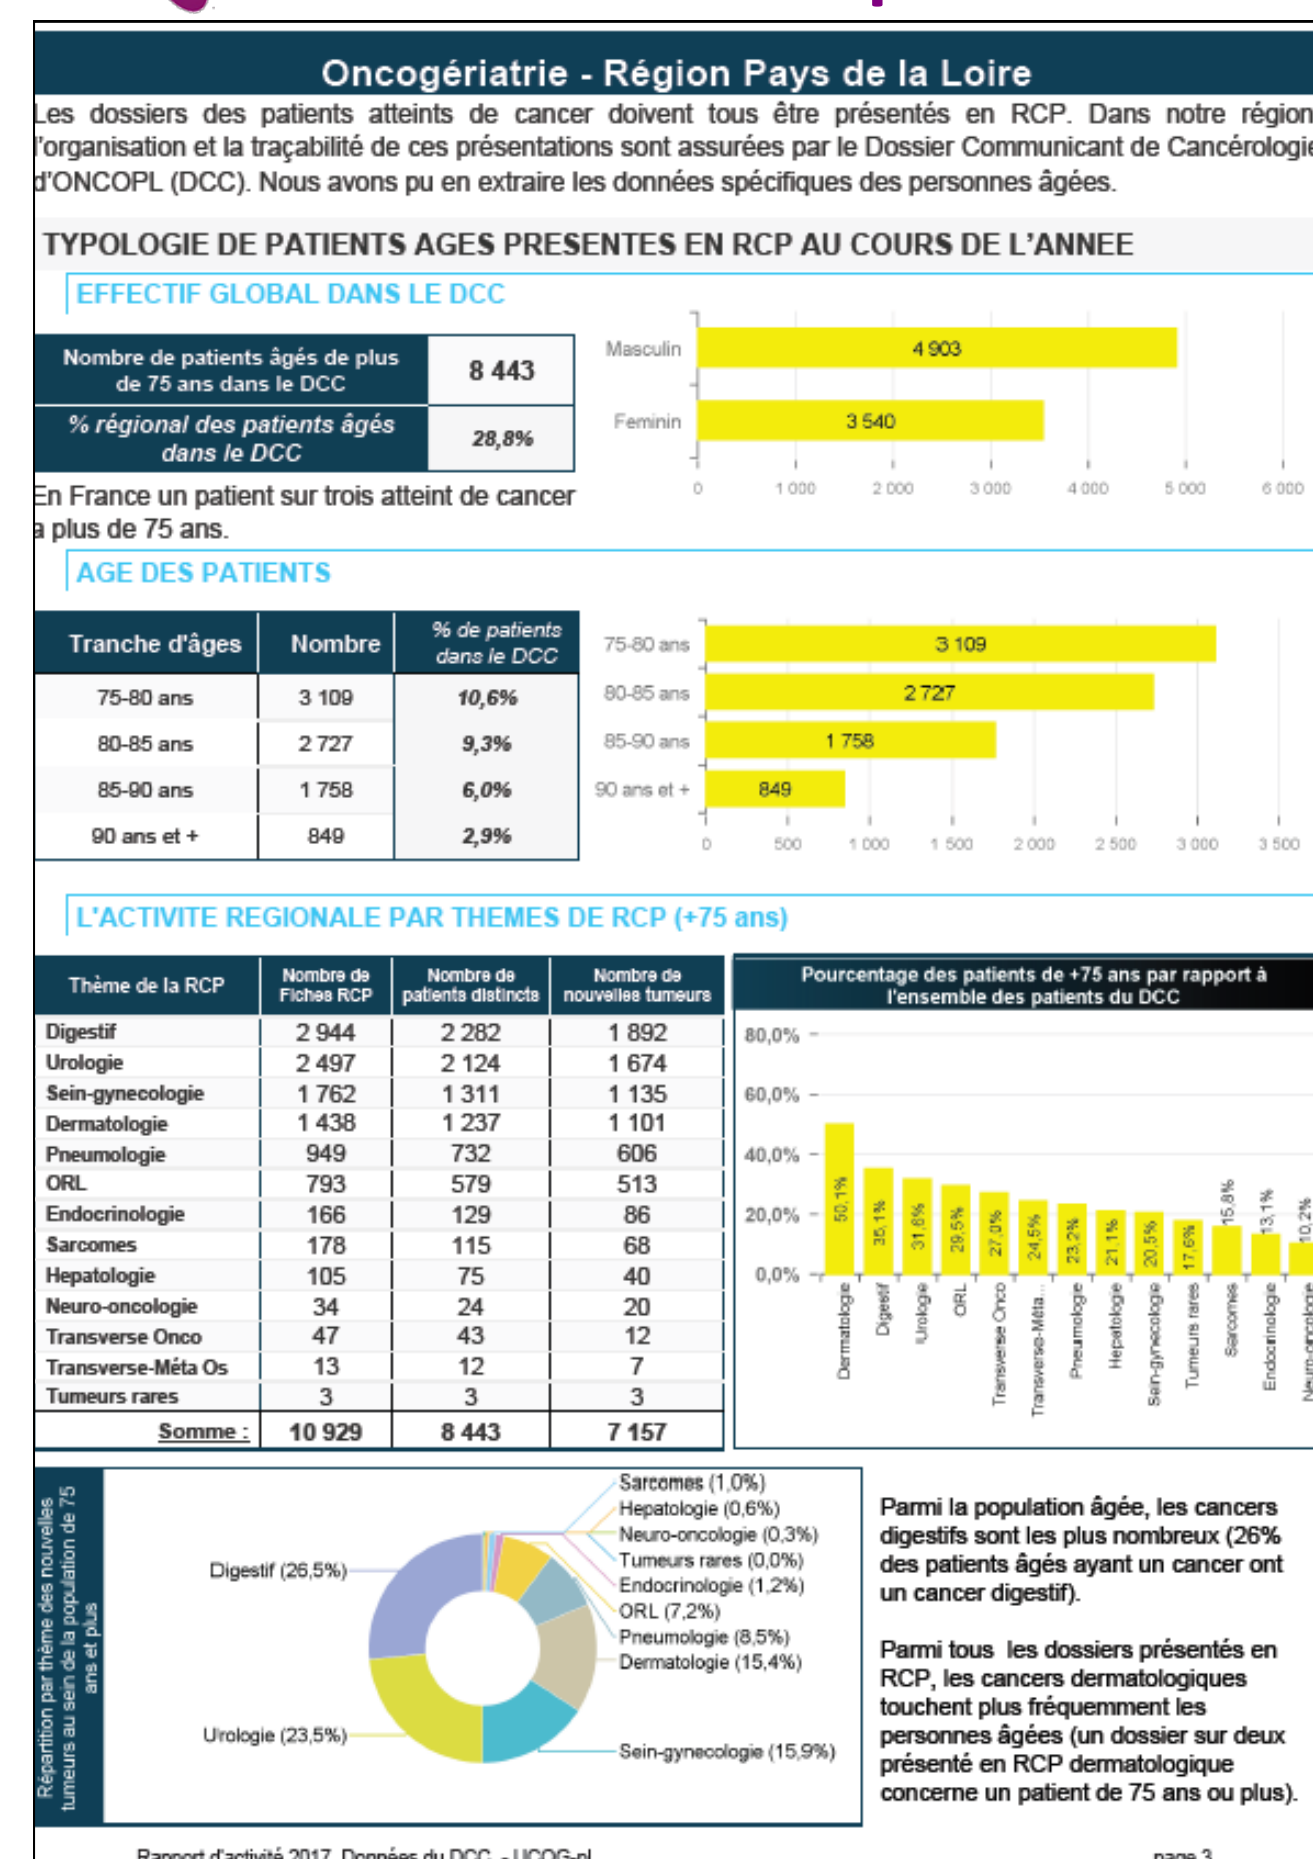 Oncogériatrie - Région Pays de la Loire
Les dossiers des patients atteints de cancer doivent tous être présentés en RCP. Dans notre région
l'organisation et la traçabilité de ces présentations sont assurées par le Dossier Communicant de Cancérologie
d'ONCOPL (DCC). Nous avons pu en extraire les données spécifiques des personnes âgées.
TYPOLOGIE DE PATIENTS AGES PRESENTES EN RCP AU COURS DE L'ANNEE
EFFECTIF GLOBAL DANS LE DCC
Nombre de patients âgés de plus
de 75 ans dans le DCC
8 443
% régional des patients âgés
dans le DCC
28,8%
En France un patient sur trois atteint de cancer
a plus de 75 ans.
Masculin
4 903
Feminin
3 540
0 1 000 2 000 3 000 4 000 5 000 6 000
AGE DES PATIENTS
Tranche d'âges Nombre % de patients
dans le DCC
75-80 ans 3 109 10,6%
80-85 ans 2 727 9,3%
85-90 ans 1 758 6,0%
90 ans et + 849 2,9%
75-80 ans 3 109
80-85 ans 2 727
85-90 ans 1 758
90 ans et + 849
0 500 1 000 1 500 2 000 2 500 3 000 3 500
L'ACTIVITE REGIONALE PAR THEMES DE RCP (+75 ans)
Thème de la RCP Nombre de Fiches RCP Nombre de patients distincts Nombre de nouvelles tumeurs
Digestif 2 944 2 282 1 892
Urologie 2 497 2 124 1 674
Sein-gynecologie 1 762 1 311 1 135
Dermatologie 1 438 1 237 1 101
Pneumologie 949 732 606
ORL 793 579 513
Endocrinologie 166 129 86
Sarcomes 178 115 68
Hepatologie 105 75 40
Neuro-oncologie 34 24 20
Transverse Onco 47 43 12
Transverse-Méta Os 13 12 7
Tumeurs rares 3 3 3
Somme : 10 929 8 443 7 157
Pourcentage des patients de +75 ans par rapport à
l'ensemble des patients du DCC
80,0%
60,0%
40,0%
20,0%
0,0%
50,1% 35,1% 31,6% 29,5% 27,0% 24,5% 23,2% 21,1% 20,5% 17,6% 15,8% 13,1% 10,2%
Dermatologie
Digestif
Urologie
ORL
Transverse Onco
Transverse-Méta...
Pneumologie
Hepatologie
Sein-gynecologie
Tumeurs rares
Sarcomes
Endocrinologie
Neuro-oncologie
Répartition par thème des nouvelles
tumeurs au sein de la population de 75
ans et plus
Sarcomes (1,0%)
Hepatologie (0,6%)
Neuro-oncologie (0,3%)
Tumeurs rares (0,0%)
Endocrinologie (1,2%)
ORL (7,2%)
Pneumologie (8,5%)
Dermatologie (15,4%)
Sein-gynecologie (15,9%)
Digestif (26,5%)
Urologie (23,5%)
Parmi la population âgée, les cancers
digestifs sont les plus nombreux (26%
des patients âgés ayant un cancer ont
un cancer digestif).
Parmi tous les dossiers présentés en
RCP, les cancers dermatologiques
touchent plus fréquemment les
personnes âgées (un dossier sur deux
présenté en RCP dermatologique
concerne un patient de 75 ans ou plus).
Rapport d'activité 2017 Données du DCC - UCOG-pl
page 3